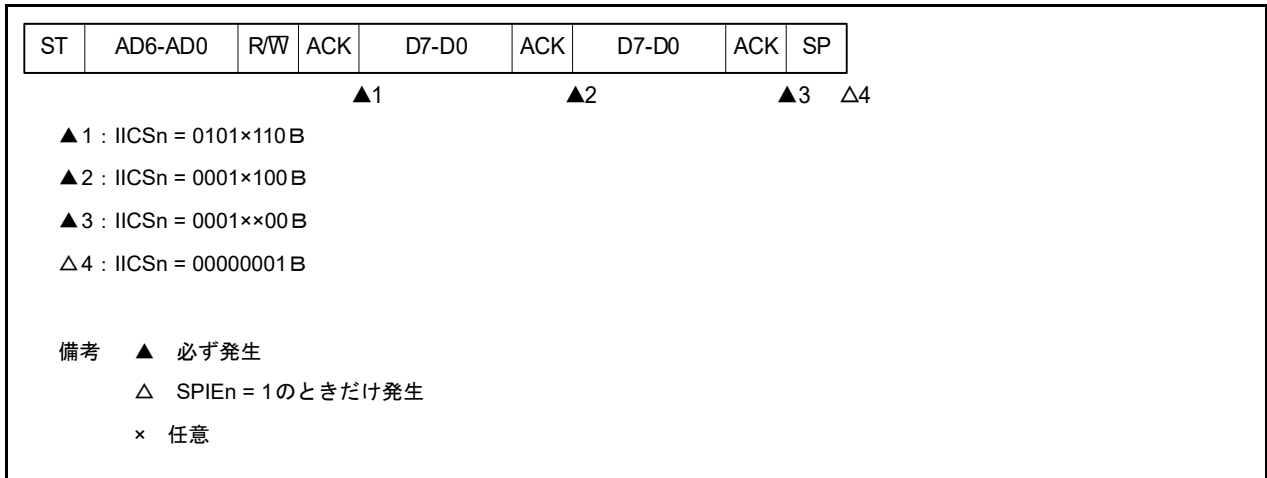 ST AD6-AD0 R/W ACK D7-D0 ACK D7-D0 ACK SP
▲1 ▲2 ▲3 △4
▲1：IICSn = 0101×110B
▲2：IICSn = 0001×100B
▲3：IICSn = 0001××00B
△4：IICSn = 00000001B
備考 ▲ 必ず発生
△ SPIEn = 1のときだけ発生
× 任意